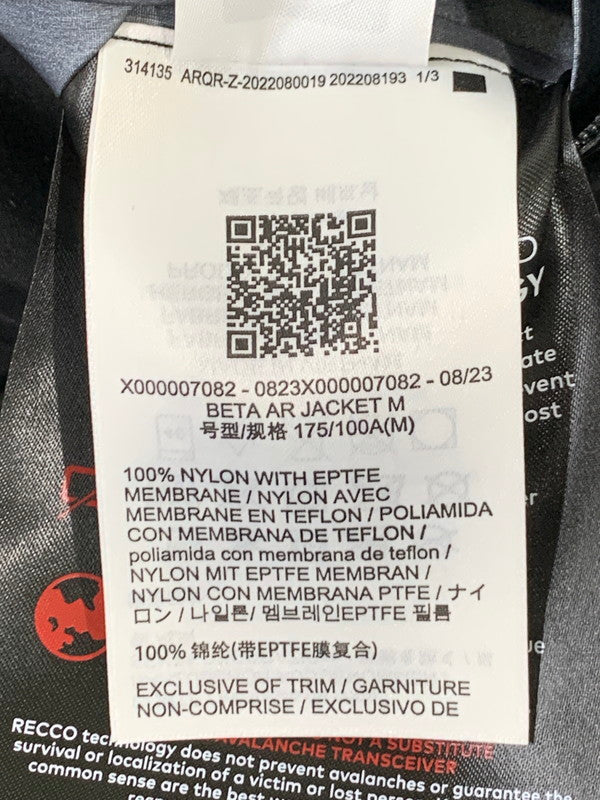 314135 ARQR-Z-2022080019 202208193 1/3
X000007082 - 0823X000007082 - 08/23
BETA AR JACKET M
号型/规格 175/100A(M)
100% NYLON WITH EPTFE
MEMBRANE / NYLON AVEC
MEMBRANE EN TEFLON / POLIAMIDA
CON MEMBRANA DE TEFLON /
poliamida con membrana de teflon /
NYLON MIT EPTFE MEMBRAN /
NYLON CON MEMBRANA PTFE / ナイ
ロン / 나일론/ 멤브레인EPTFE 필름
100% 锦纶(带EPTFE膜复合)
EXCLUSIVE OF TRIM / GARNITURE
NON-COMPRISE / EXCLUSIVO DE
NOT A SUBSTITUTE
AVALANCHE TRANSCEIVER
RECCO technology does not prevent avalanches or guarantee the
survival or localization of a victim or lost
common sense are the best